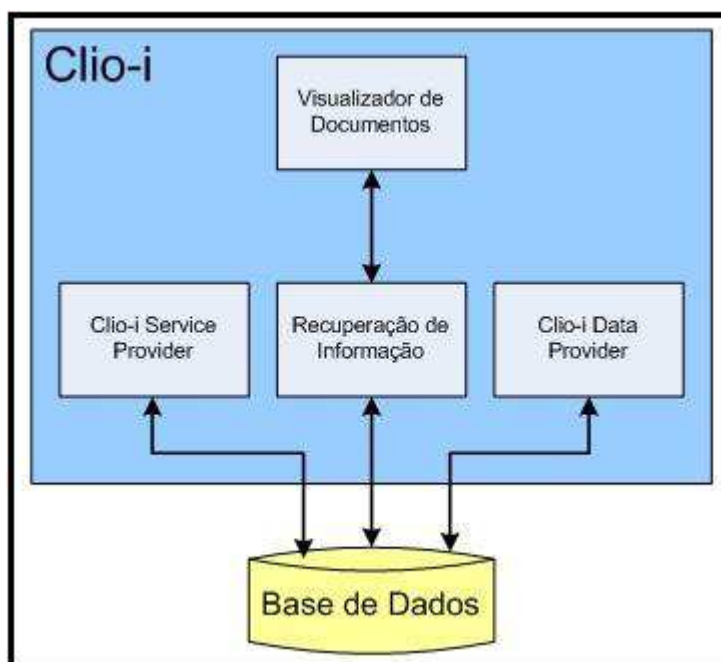 Clio-i
Visualizador de
Documentos
Clio-i Service
Provider
Recuperação de
Informação
Clio-i Data
Provider
Base de Dados